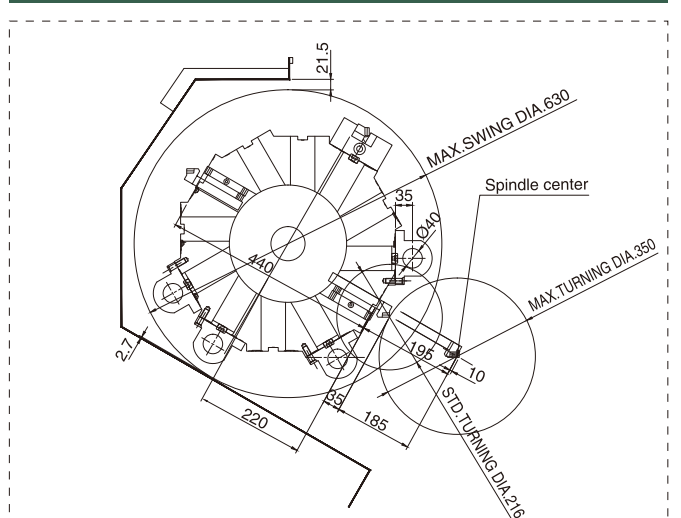 21.5
MAX.SWING DIA.630
Spindle center
35
Ø40
440
MAX.TURNING DIA.350
2.7
195
10
35
220
185
STD.TURNING DIA.216